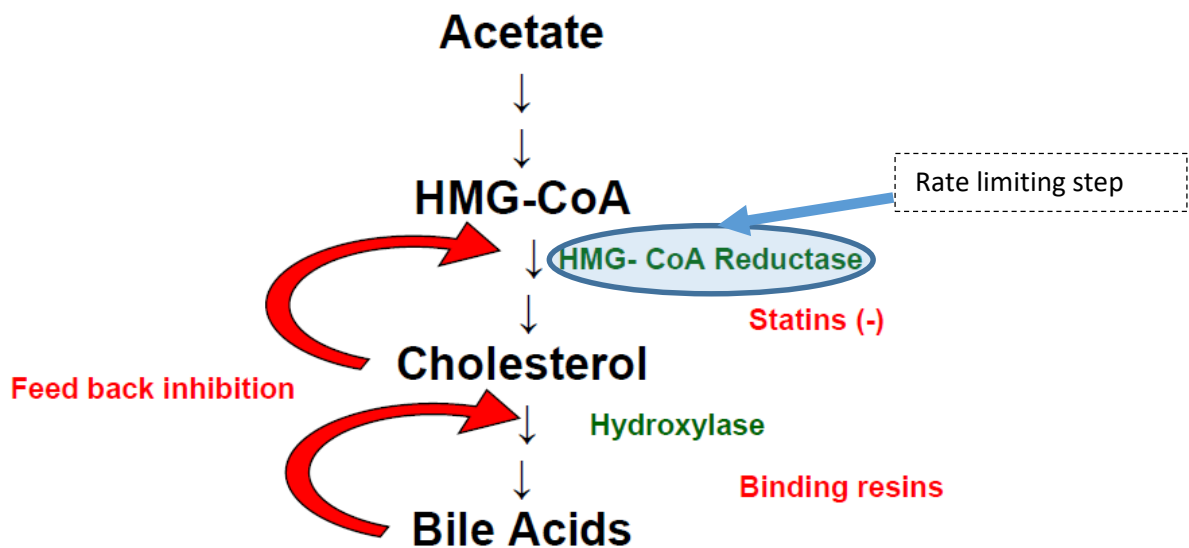 Acetate
↓
↓
HMG-CoA
Rate limiting step
↓ HMG- CoA Reductase
↓
Statins (-)
Cholesterol
Feed back inhibition
↓ Hydroxylase
↓
Binding resins
Bile Acids